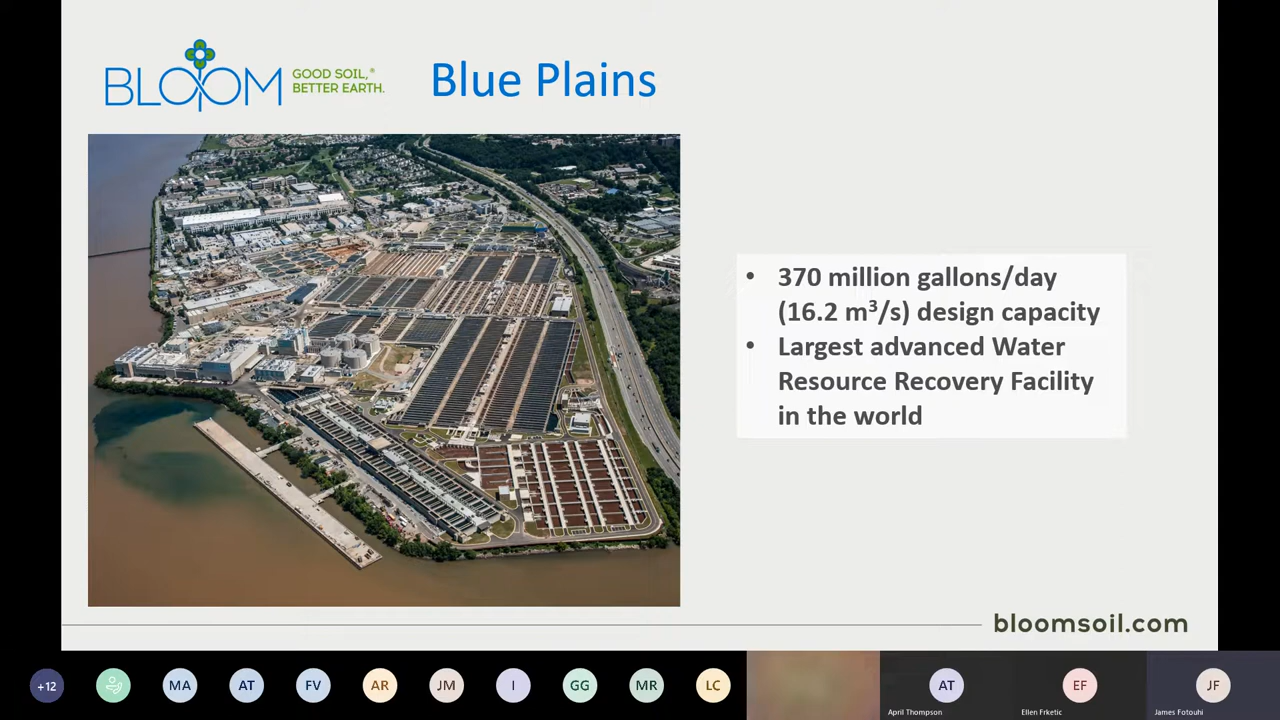 BLOOM
GOOD SOIL,®
BETTER EARTH.
Blue Plains
• 370 million gallons/day
(16.2 m³/s) design capacity
• Largest advanced Water
Resource Recovery Facility
in the world
bloomsoil.com
+12
MA
AT
FV
AR
JM
I
GG
MR
LC
AT
EF
JF
April Thompson
Ellen Frketic
James Fotouhi